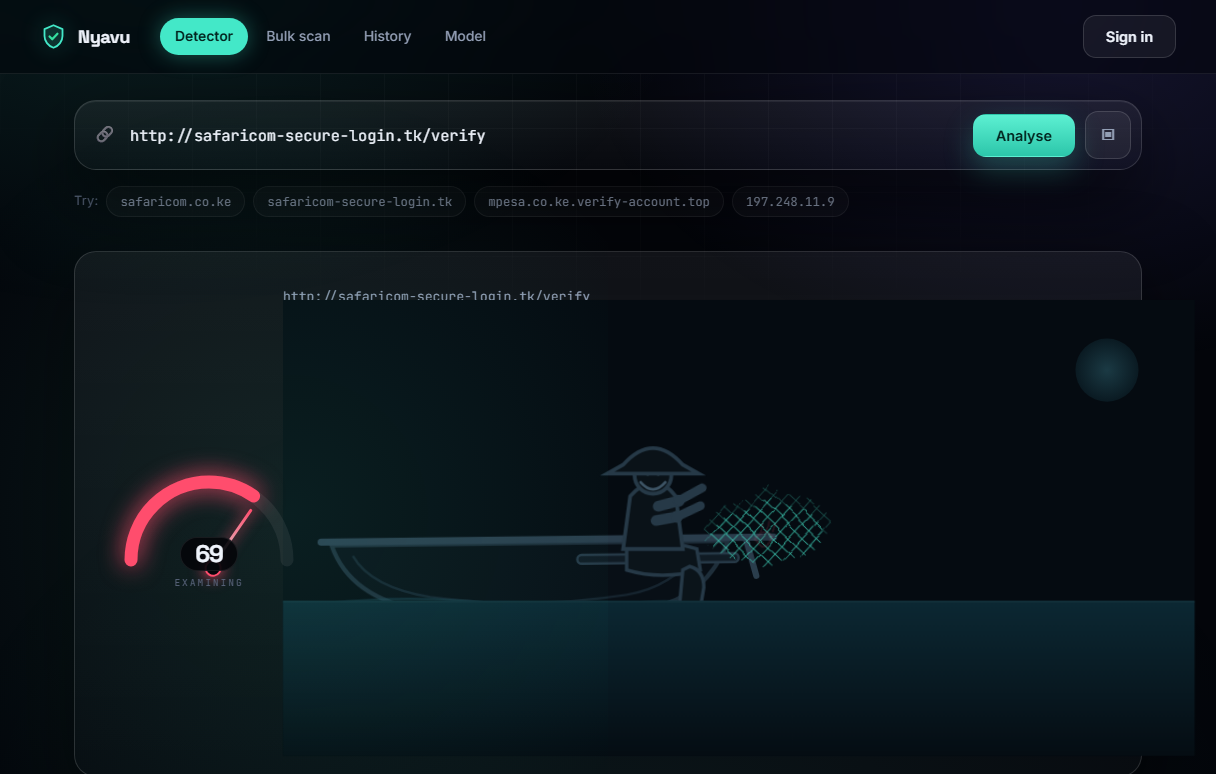 Nyavu
Detector Bulk scan History Model
Sign in
http://safaricom-secure-login.tk/verify
Analyse
Try: safaricom.co.ke safaricom-secure-login.tk mpesa.co.ke.verify-account.top 197.248.11.9
http://safaricom-secure-login.tk/verify
69
EXAMINING